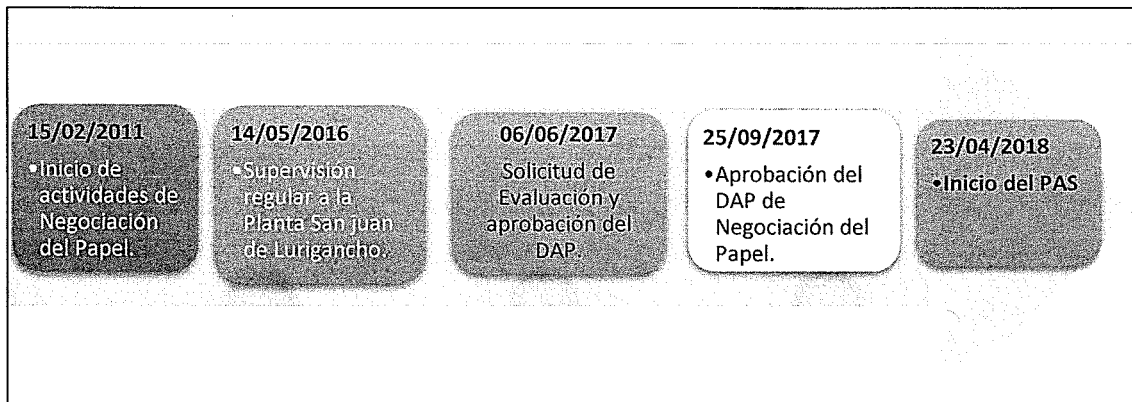 15/02/2011
•Inicio de
actividades de
Negociación
del Papel.
14/05/2016
•Supervisión
regular a la
Planta San juan
de Lurigancho.
06/06/2017
Solicitud de
Evaluación y
aprobación del
DAP.
25/09/2017
•Aprobación del
DAP de
Negociación del
Papel.
23/04/2018
•Inicio del PAS